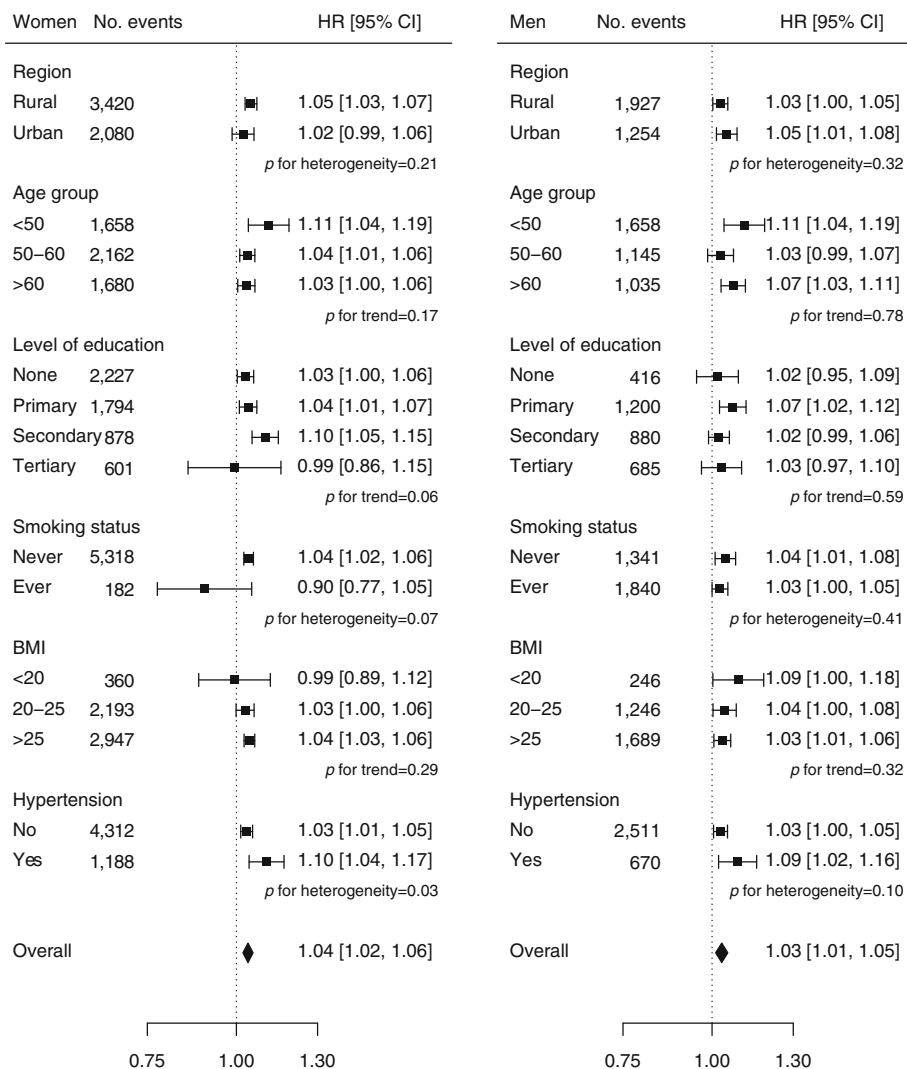 Women No. events HR [95% CI]
Region
Rural 3,420 1.05 [1.03, 1.07]
Urban 2,080 1.02 [0.99, 1.06]
p for heterogeneity=0.21
Age group
<50 1,658 1.11 [1.04, 1.19]
50–60 2,162 1.04 [1.01, 1.06]
>60 1,680 1.03 [1.00, 1.06]
p for trend=0.17
Level of education
None 2,227 1.03 [1.00, 1.06]
Primary 1,794 1.04 [1.01, 1.07]
Secondary 878 1.10 [1.05, 1.15]
Tertiary 601 0.99 [0.86, 1.15]
p for trend=0.06
Smoking status
Never 5,318 1.04 [1.02, 1.06]
Ever 182 0.90 [0.77, 1.05]
p for heterogeneity=0.07
BMI
<20 360 0.99 [0.89, 1.12]
20–25 2,193 1.03 [1.00, 1.06]
>25 2,947 1.04 [1.03, 1.06]
p for trend=0.29
Hypertension
No 4,312 1.03 [1.01, 1.05]
Yes 1,188 1.10 [1.04, 1.17]
p for heterogeneity=0.03
Overall 1.04 [1.02, 1.06]
0.75 1.00 1.30
Men No. events HR [95% CI]
Region
Rural 1,927 1.03 [1.00, 1.05]
Urban 1,254 1.05 [1.01, 1.08]
p for heterogeneity=0.32
Age group
<50 1,658 1.11 [1.04, 1.19]
50–60 1,145 1.03 [0.99, 1.07]
>60 1,035 1.07 [1.03, 1.11]
p for trend=0.78
Level of education
None 416 1.02 [0.95, 1.09]
Primary 1,200 1.07 [1.02, 1.12]
Secondary 880 1.02 [0.99, 1.06]
Tertiary 685 1.03 [0.97, 1.10]
p for trend=0.59
Smoking status
Never 1,341 1.04 [1.01, 1.08]
Ever 1,840 1.03 [1.00, 1.05]
p for heterogeneity=0.41
BMI
<20 246 1.09 [1.00, 1.18]
20–25 1,246 1.04 [1.00, 1.08]
>25 1,689 1.03 [1.01, 1.06]
p for trend=0.32
Hypertension
No 2,511 1.03 [1.00, 1.05]
Yes 670 1.09 [1.02, 1.16]
p for heterogeneity=0.10
Overall 1.03 [1.01, 1.05]
0.75 1.00 1.30